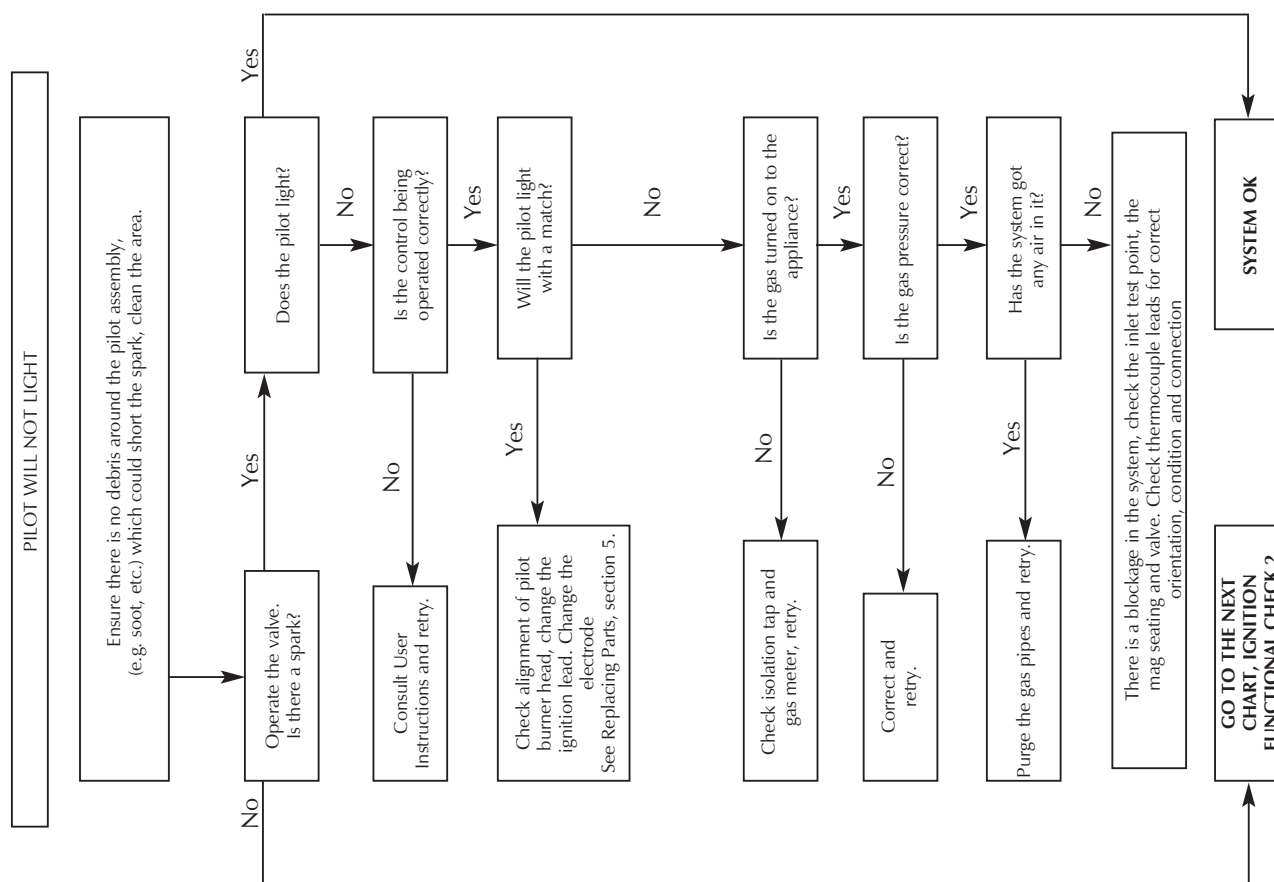 PILOT WILL NOT LIGHT
Ensure there is no debris around the pilot assembly,
(e.g. soot, etc.) which could short the spark, clean the area.
Operate the valve.
Is there a spark?
Yes
No
Does the pilot light?
Yes
No
Is the control being
operated correctly?
No
Yes
Consult User
Instructions and retry.
Will the pilot light
with a match?
Yes
No
Check alignment of pilot
burner head, change the
ignition lead. Change the
electrode
See Replacing Parts, section 5.
Is the gas turned on to the
appliance?
No
Yes
Check isolation tap and
gas meter, retry.
Is the gas pressure correct?
No
Yes
Correct and
retry.
Has the system got
any air in it?
Yes
No
Purge the gas pipes and retry.
There is a blockage in the system, check the inlet test point, the
mag seating and valve. Check thermocouple leads for correct
orientation, condition and connection
GO TO THE NEXT
CHART, IGNITION
FUNCTIONAL CHECK 2
SYSTEM OK